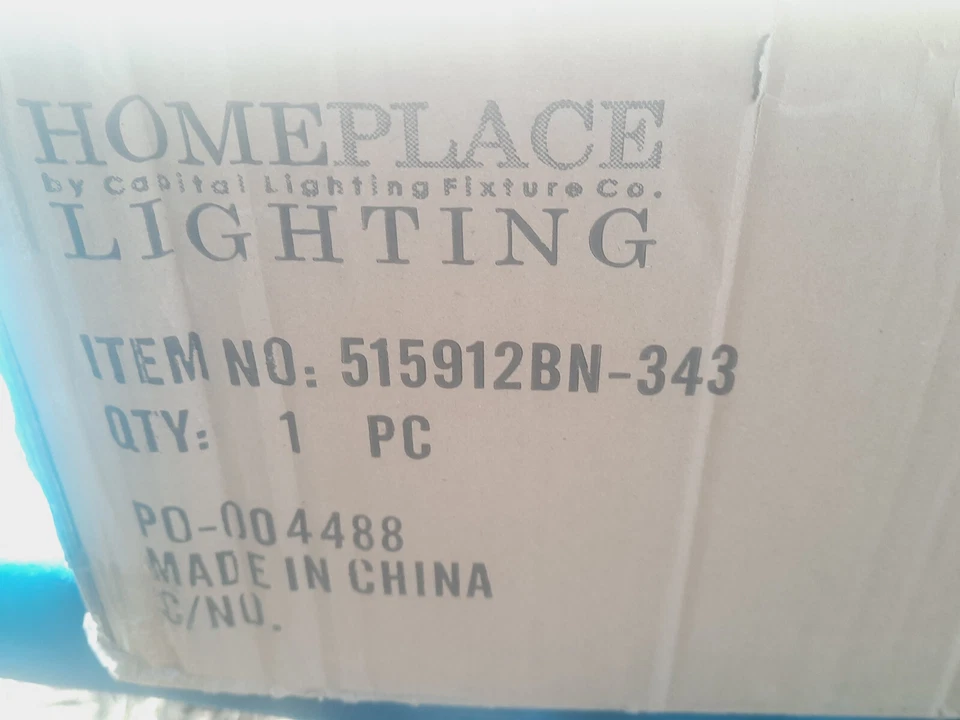 HOMEPLACE
by Capital Lighting Fixture Co.
LIGHTING
ITEM NO: 515912BN-343
QTY: 1 PC
PO-004488
MADE IN CHINA
C/NO.